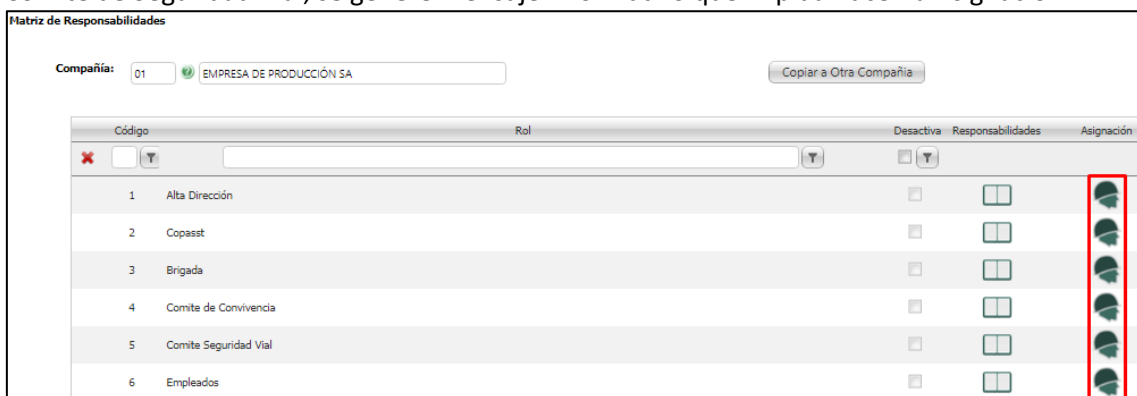 Matriz de Responsabilidades
Compañía: 01 EMPRESA DE PRODUCCIÓN SA Copiar a Otra Compañia
Código Rol Desactiva Responsabilidades Asignación
1 Alta Dirección
2 Copasst
3 Brigada
4 Comite de Convivencia
5 Comite Seguridad Vial
6 Empleados